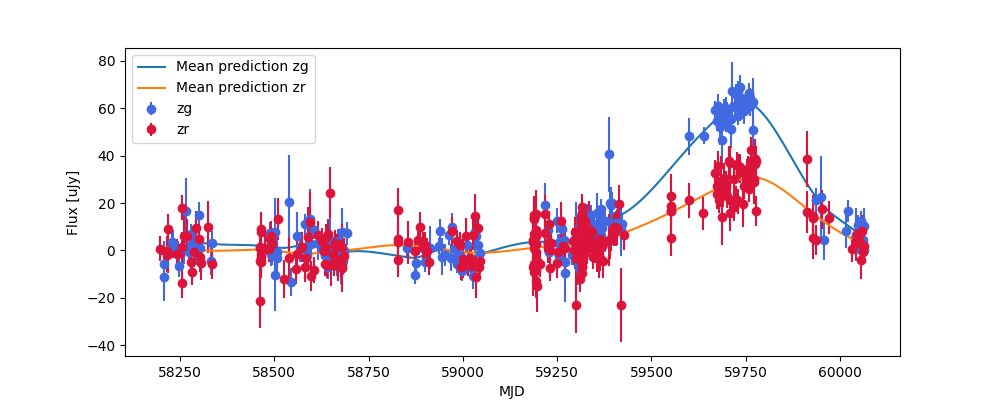 Mean prediction zg
Mean prediction zr
zg
zr
Flux [uJy]
80
60
40
20
0
−20
−40
58250
58500
58750
59000
59250
59500
59750
60000
MJD